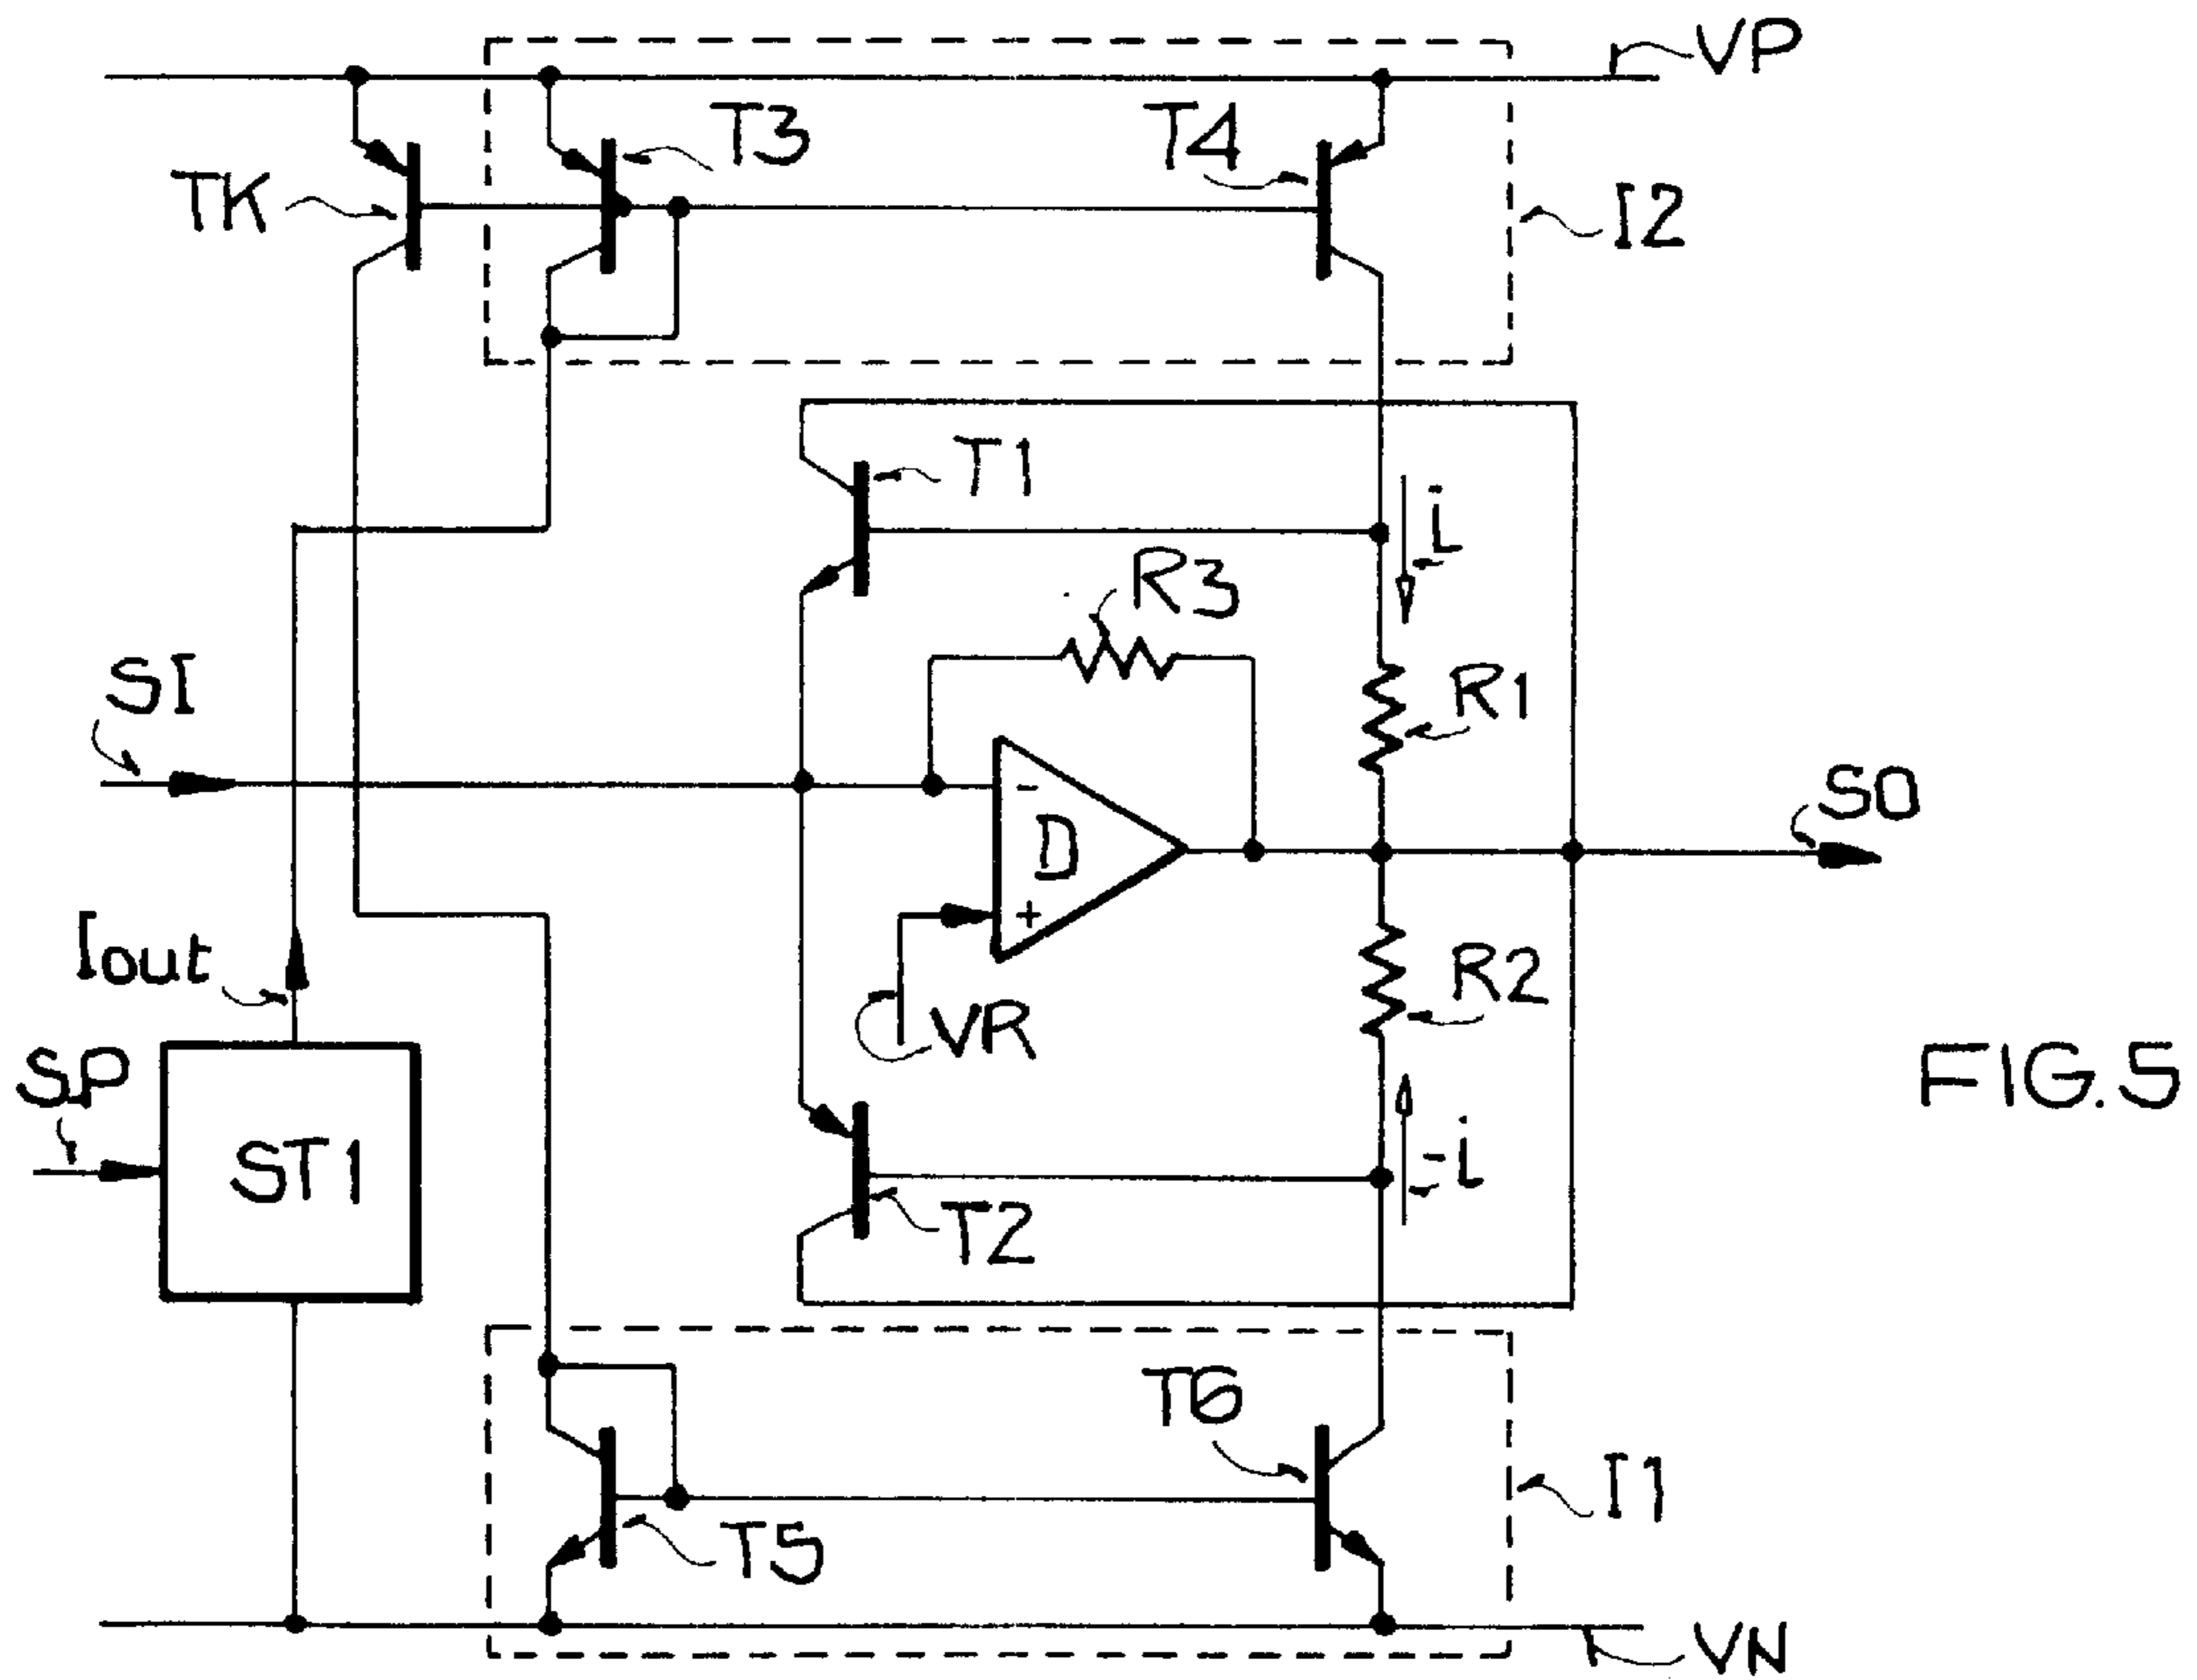 VP
T3
T4
TK
I2
T1
i
R3
SI
R1
SO
-
D
+
Iout
R2
VR
SP
FIG.5
ST1
-i
T2
T6
I1
T5
VN